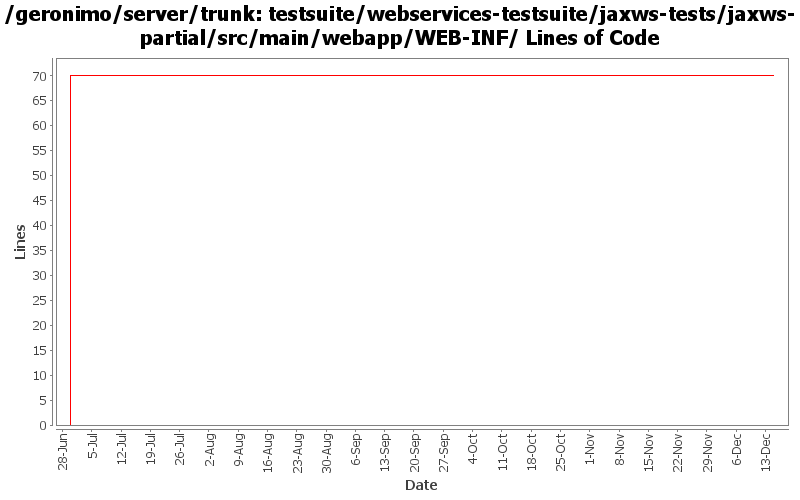 /geronimo/server/trunk: testsuite/webservices-testsuite/jaxws-tests/jaxws-
partial/src/main/webapp/WEB-INF/ Lines of Code
70
65
60
55
50
45
40
35
30
25
20
15
10
5
0
Lines
28-Jun
5-Jul
12-Jul
19-Jul
26-Jul
2-Aug
9-Aug
16-Aug
23-Aug
30-Aug
6-Sep
13-Sep
20-Sep
27-Sep
4-Oct
11-Oct
18-Oct
25-Oct
1-Nov
8-Nov
15-Nov
22-Nov
29-Nov
6-Dec
13-Dec
Date